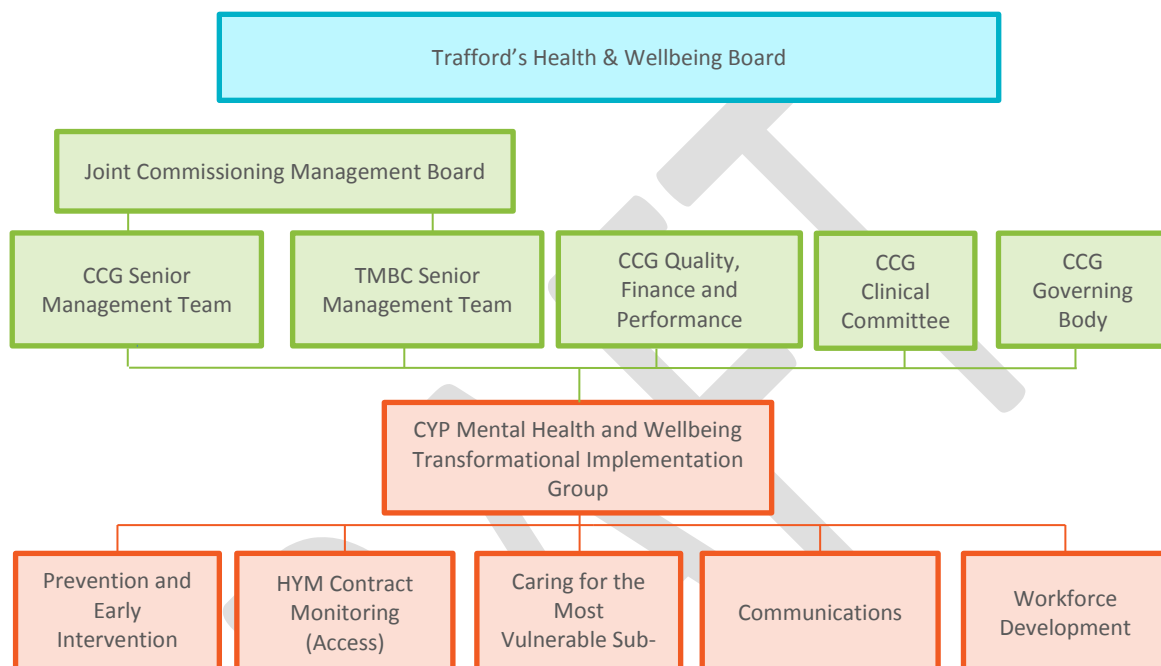 Trafford’s Health & Wellbeing Board
Joint Commissioning Management Board
CCG Senior
Management Team
TMBC Senior
Management Team
CCG Quality,
Finance and
Performance
CCG
Clinical
Committee
CCG
Governing
Body
CYP Mental Health and Wellbeing
Transformational Implementation
Group
Prevention and
Early
Intervention
HYM Contract
Monitoring
(Access)
Caring for the
Most
Vulnerable Sub-
Communications
Workforce
Development